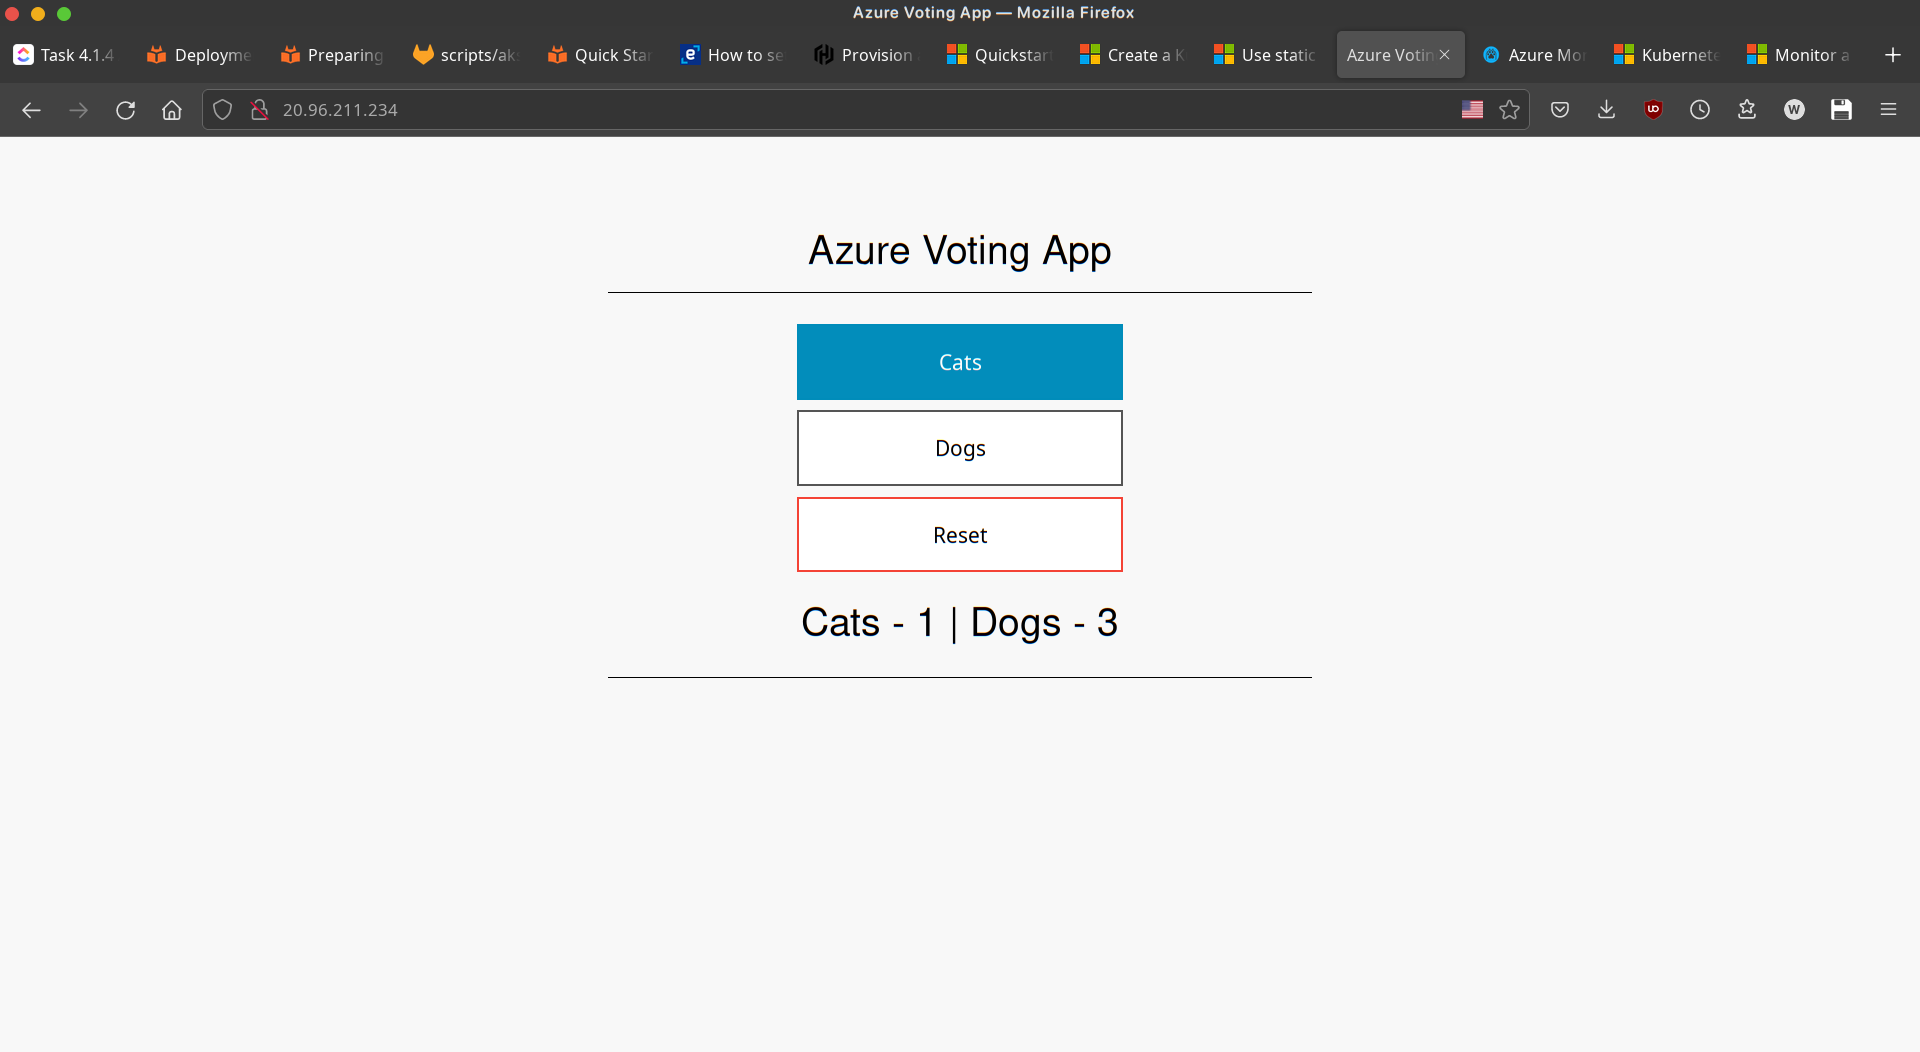 Azure Voting App — Mozilla Firefox
Task 4.1.4
Deployme
Preparing
scripts/aks
Quick Star
How to se
Provision
Quickstart
Create a K
Use static
Azure Votin
Azure Mo
Kubernete
Monitor a
20.96.211.234
Azure Voting App
Cats
Dogs
Reset
Cats - 1 | Dogs - 3